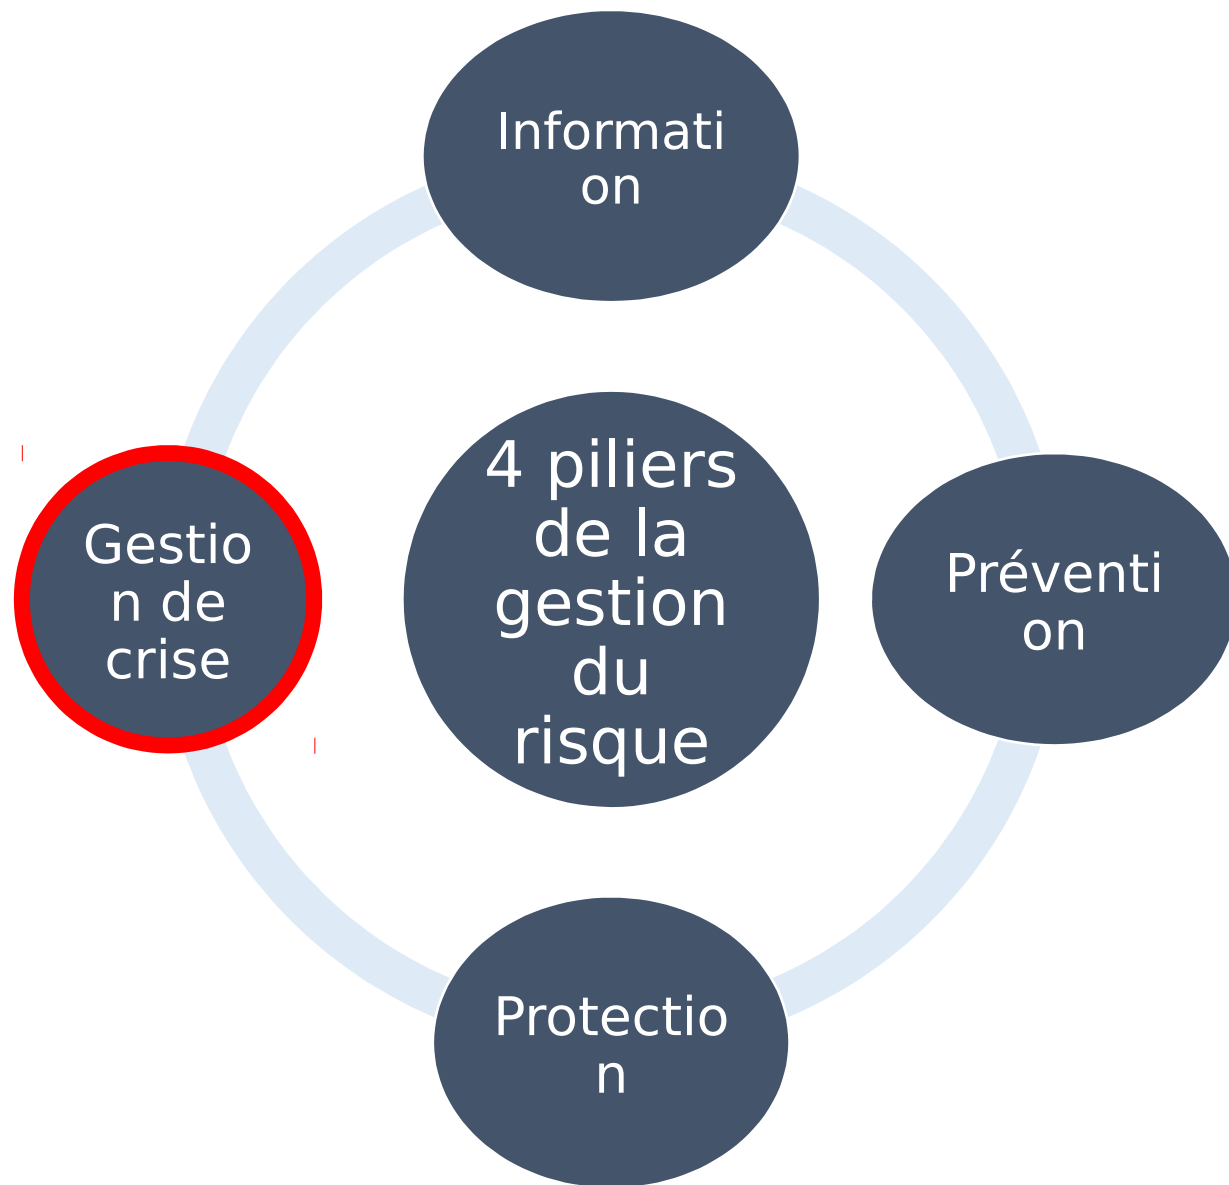 Informati
on
4 piliers
de la
gestion
du
risque
Gestio
n de
crise
Préventi
on
Protectio
n